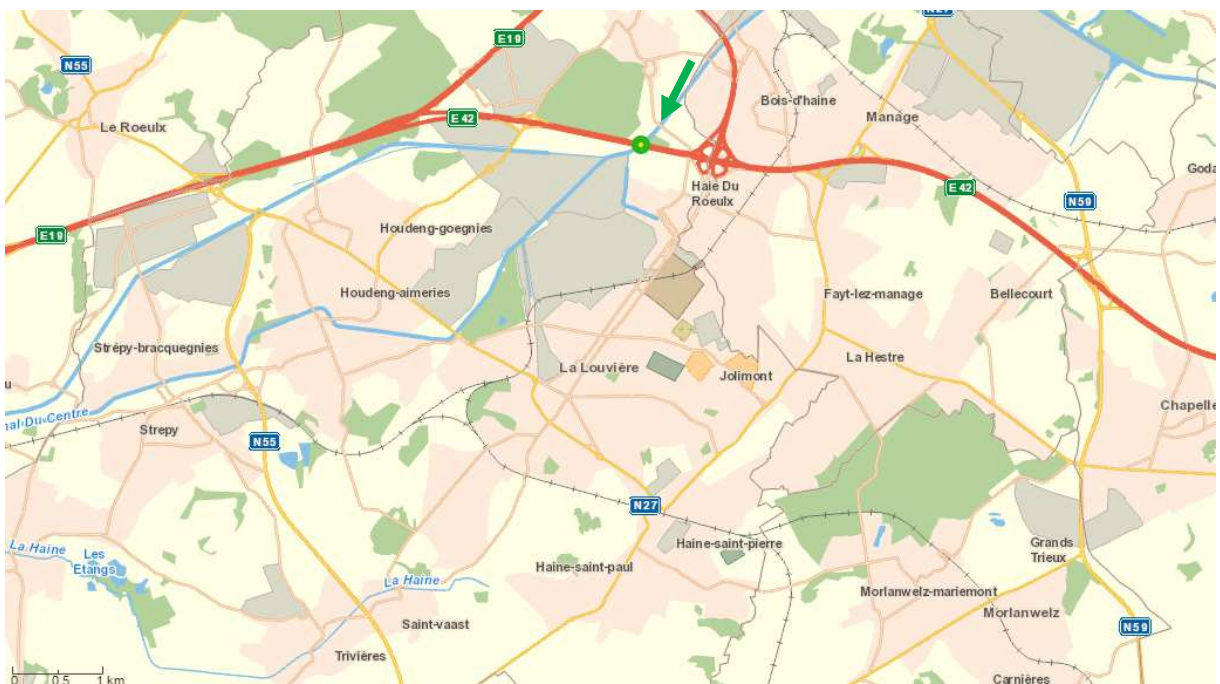 N27
E19
N55
Bois-d'haine
E 42
Le Roeulx
Manage
Goda
Haie Du
Roeulx
E 42
N59
Houdeng-goegnies
E19
Houdeng-aimeries
Fayt-lez-manage
Bellecourt
Strépy-bracquegnies
La Hestre
La Louvière
Jolimont
u
nal Du Centre
Chapelle
Strepy
N55
N27
La Haine
Les
Etangs
Haine-saint-pierre
Grands
Trieux
Haine-saint-paul
La Haine
Morlanwelz-mariemont
Morlanwelz
Saint-vaast
N59
Trivières
0 0.5 1 km
Carnières